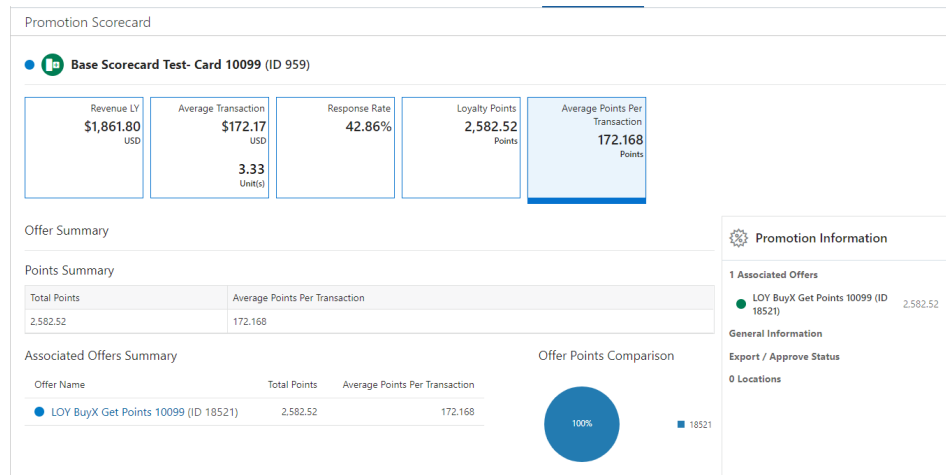 Promotion Scorecard
Base Scorecard Test- Card 10099 (ID 959)
Revenue LY
$1,861.80
USD
Average Transaction
$172.17
USD
3.33
Unit(s)
Response Rate
42.86%
Loyalty Points
2,582.52
Points
Average Points Per
Transaction
172.168
Points
Offer Summary
Points Summary
Total Points Average Points Per Transaction
2,582.52 172.168
Associated Offers Summary
Offer Name Total Points Average Points Per Transaction
LOY BuyX Get Points 10099 (ID 18521) 2,582.52 172.168
Offer Points Comparison
100%
18521
Promotion Information
1 Associated Offers
LOY BuyX Get Points 10099 (ID
18521)
2,582.52
General Information
Export / Approve Status
0 Locations